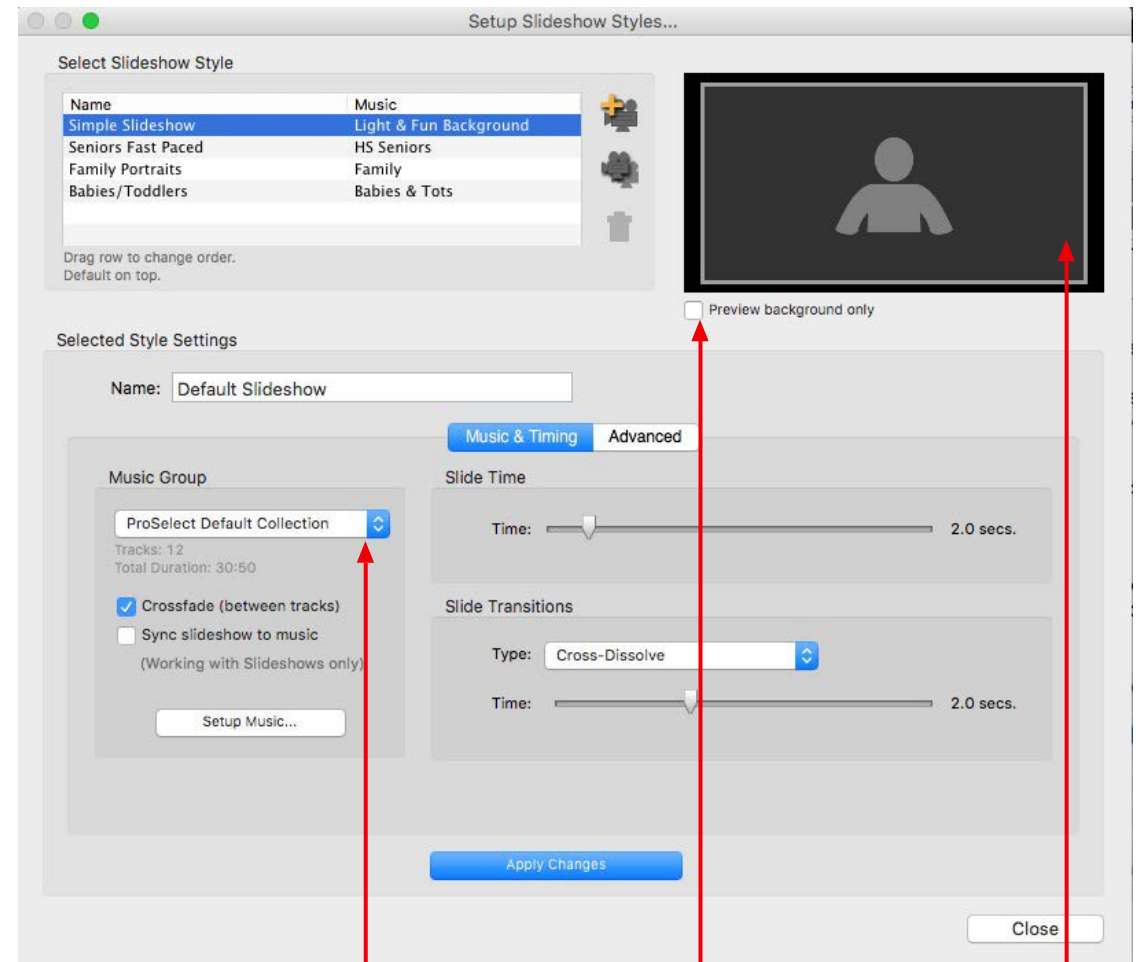 Setup Slideshow Styles...
Select Slideshow Style
Name Music
Simple Slideshow Light & Fun Background
Seniors Fast Paced HS Seniors
Family Portraits Family
Babies/Toddlers Babies & Tots
Drag row to change order.
Default on top.
Preview background only
Selected Style Settings
Name: Default Slideshow
Music & Timing Advanced
Music Group
ProSelect Default Collection
Tracks: 12
Total Duration: 30:50
Crossfade (between tracks)
Sync slideshow to music
(Working with Slideshows only)
Setup Music...
Slide Time
Time: 2.0 secs.
Slide Transitions
Type: Cross-Dissolve
Time: 2.0 secs.
Apply Changes
Close